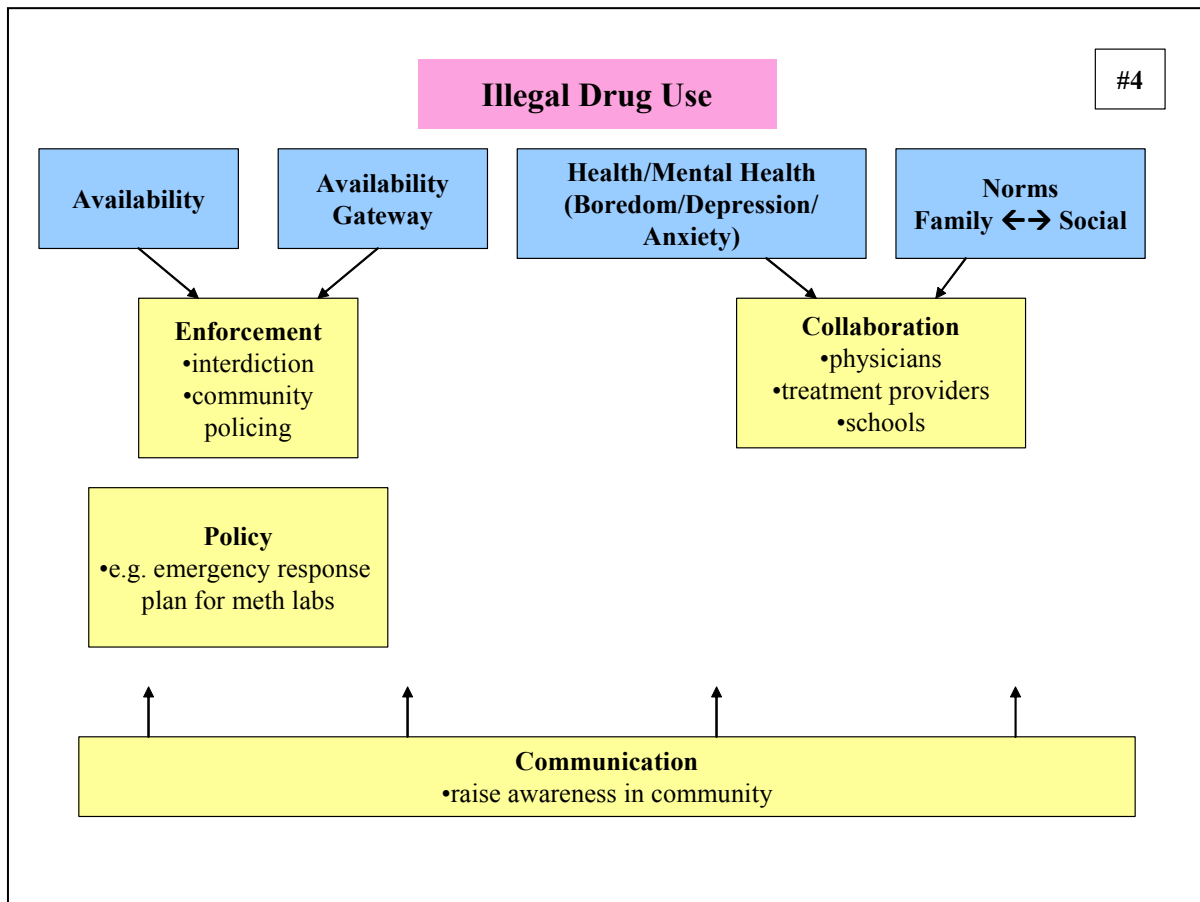 #4
Illegal Drug Use
Availability
Availability
Gateway
Health/Mental Health
(Boredom/Depression/
Anxiety)
Norms
Family ←→ Social
Enforcement
•interdiction
•community
policing
Collaboration
•physicians
•treatment providers
•schools
Policy
•e.g. emergency response
plan for meth labs
Communication
•raise awareness in community